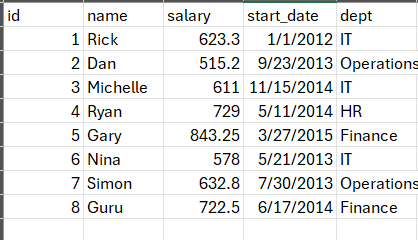 id name salary start_date dept
1 Rick 623.3 1/1/2012 IT
2 Dan 515.2 9/23/2013 Operations
3 Michelle 611 11/15/2014 IT
4 Ryan 729 5/11/2014 HR
5 Gary 843.25 3/27/2015 Finance
6 Nina 578 5/21/2013 IT
7 Simon 632.8 7/30/2013 Operations
8 Guru 722.5 6/17/2014 Finance